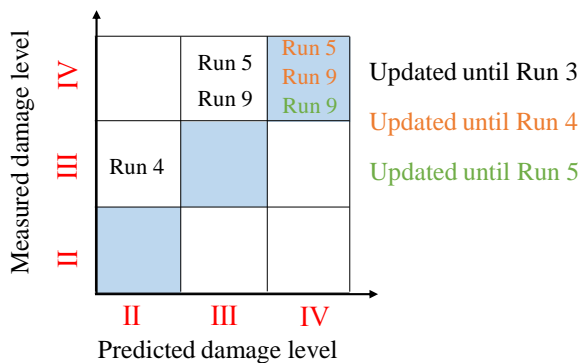 Measured damage level
IV
III
II
Run 5
Run 9
Run 5
Run 9
Run 9
Run 4
II
III
IV
Predicted damage level
Updated until Run 3
Updated until Run 4
Updated until Run 5